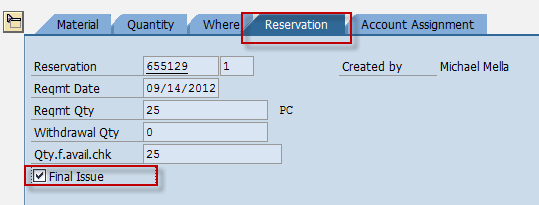 Material Quantity Where Reservation Account Assignment
Reservation 655129 1 Created by Michael Mella
Reqmt Date 09/14/2012
Reqmt Qty 25 PC
Withdrawal Qty 0
Qty.f.avail.chk 25
Final Issue